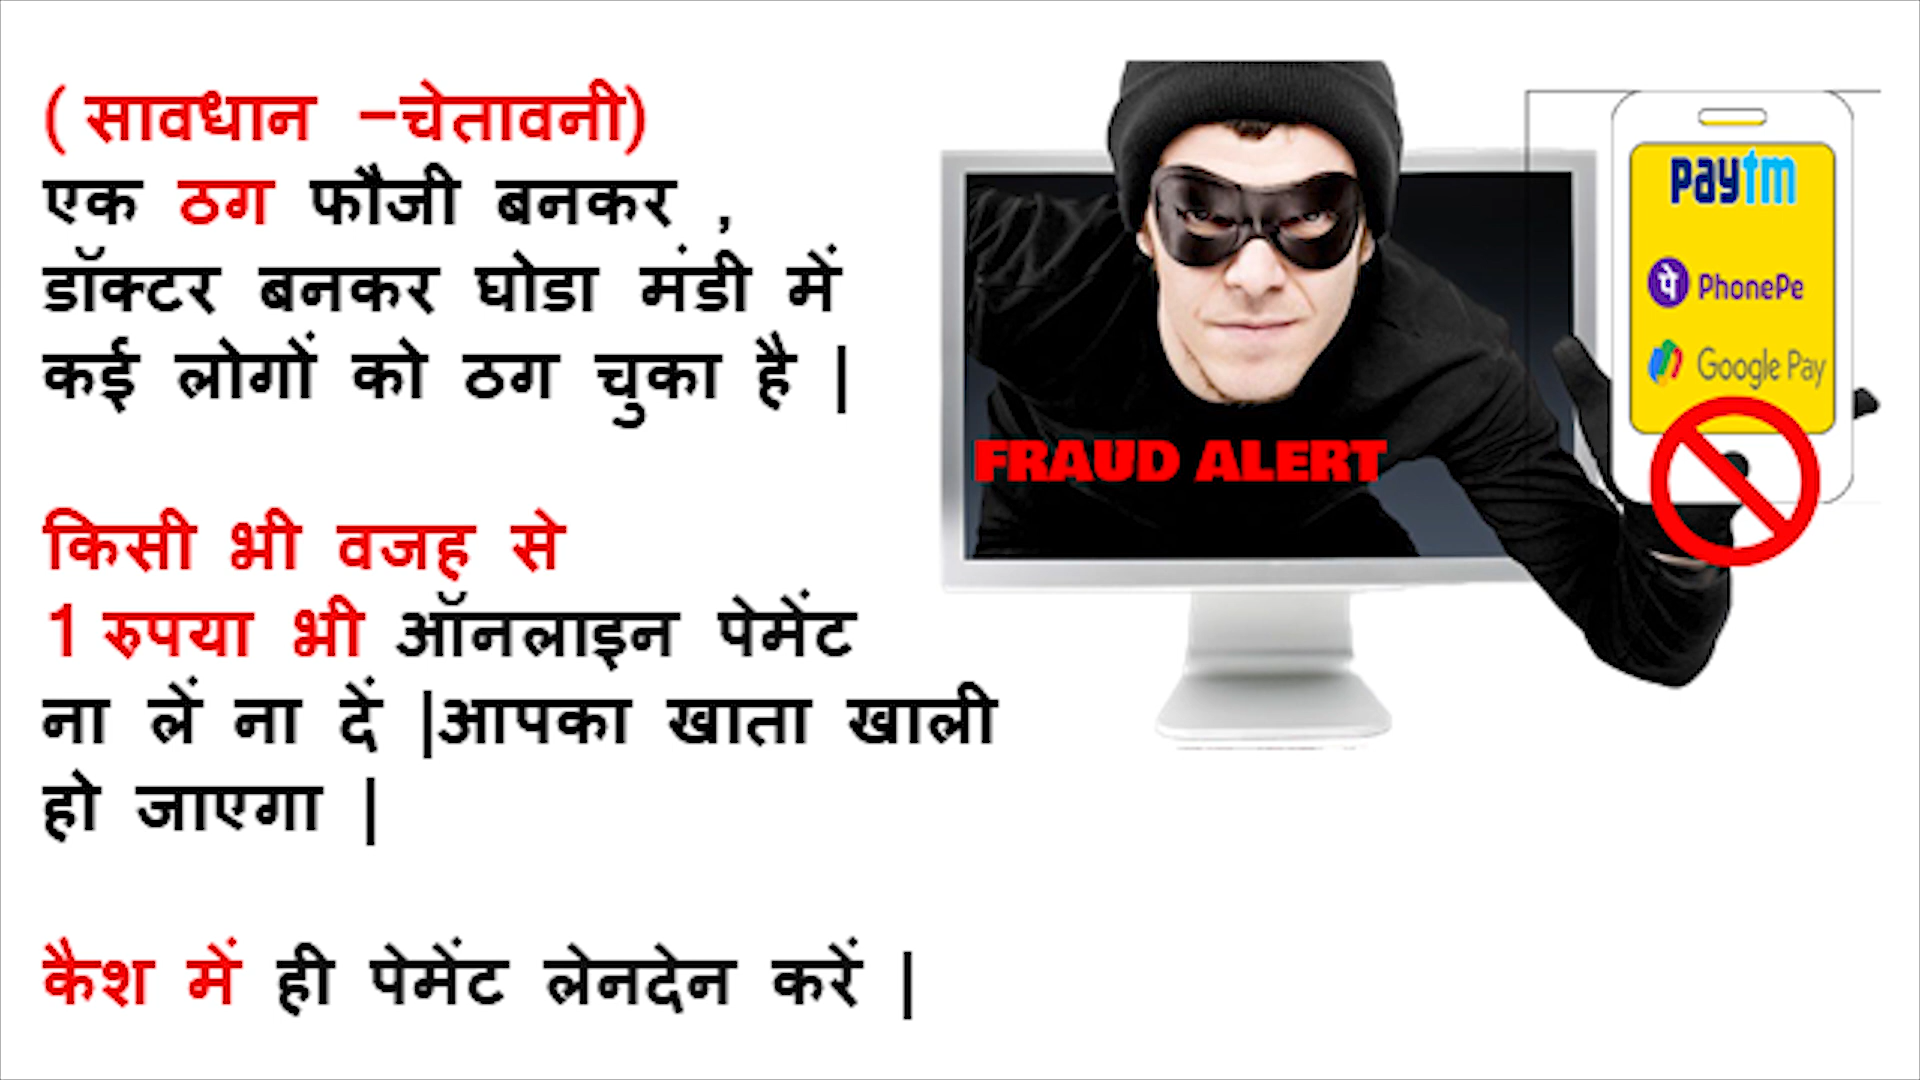 ( सावधान -चेतावनी)
एक ठग फौजी बनकर ,
डॉक्टर बनकर घोडा मंडी में
कई लोगों को ठग चुका है |
किसी भी वजह से
1 रुपया भी ऑनलाइन पेमेंट
ना लें ना दें |आपका खाता खाली
हो जाएगा |
कैश में ही पेमेंट लेनदेन करें |
FRAUD ALERT
paytm
पे PhonePe
Google Pay